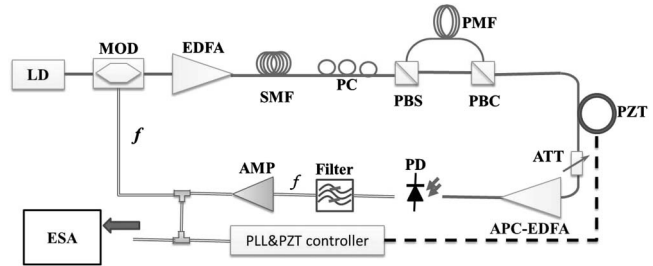 PMF
MOD
EDFA
LD
SMF
PC
PBS
PBC
PZT
f
AMP
f
Filter
PD
ATT
APC-EDFA
ESA
PLL&PZT controller